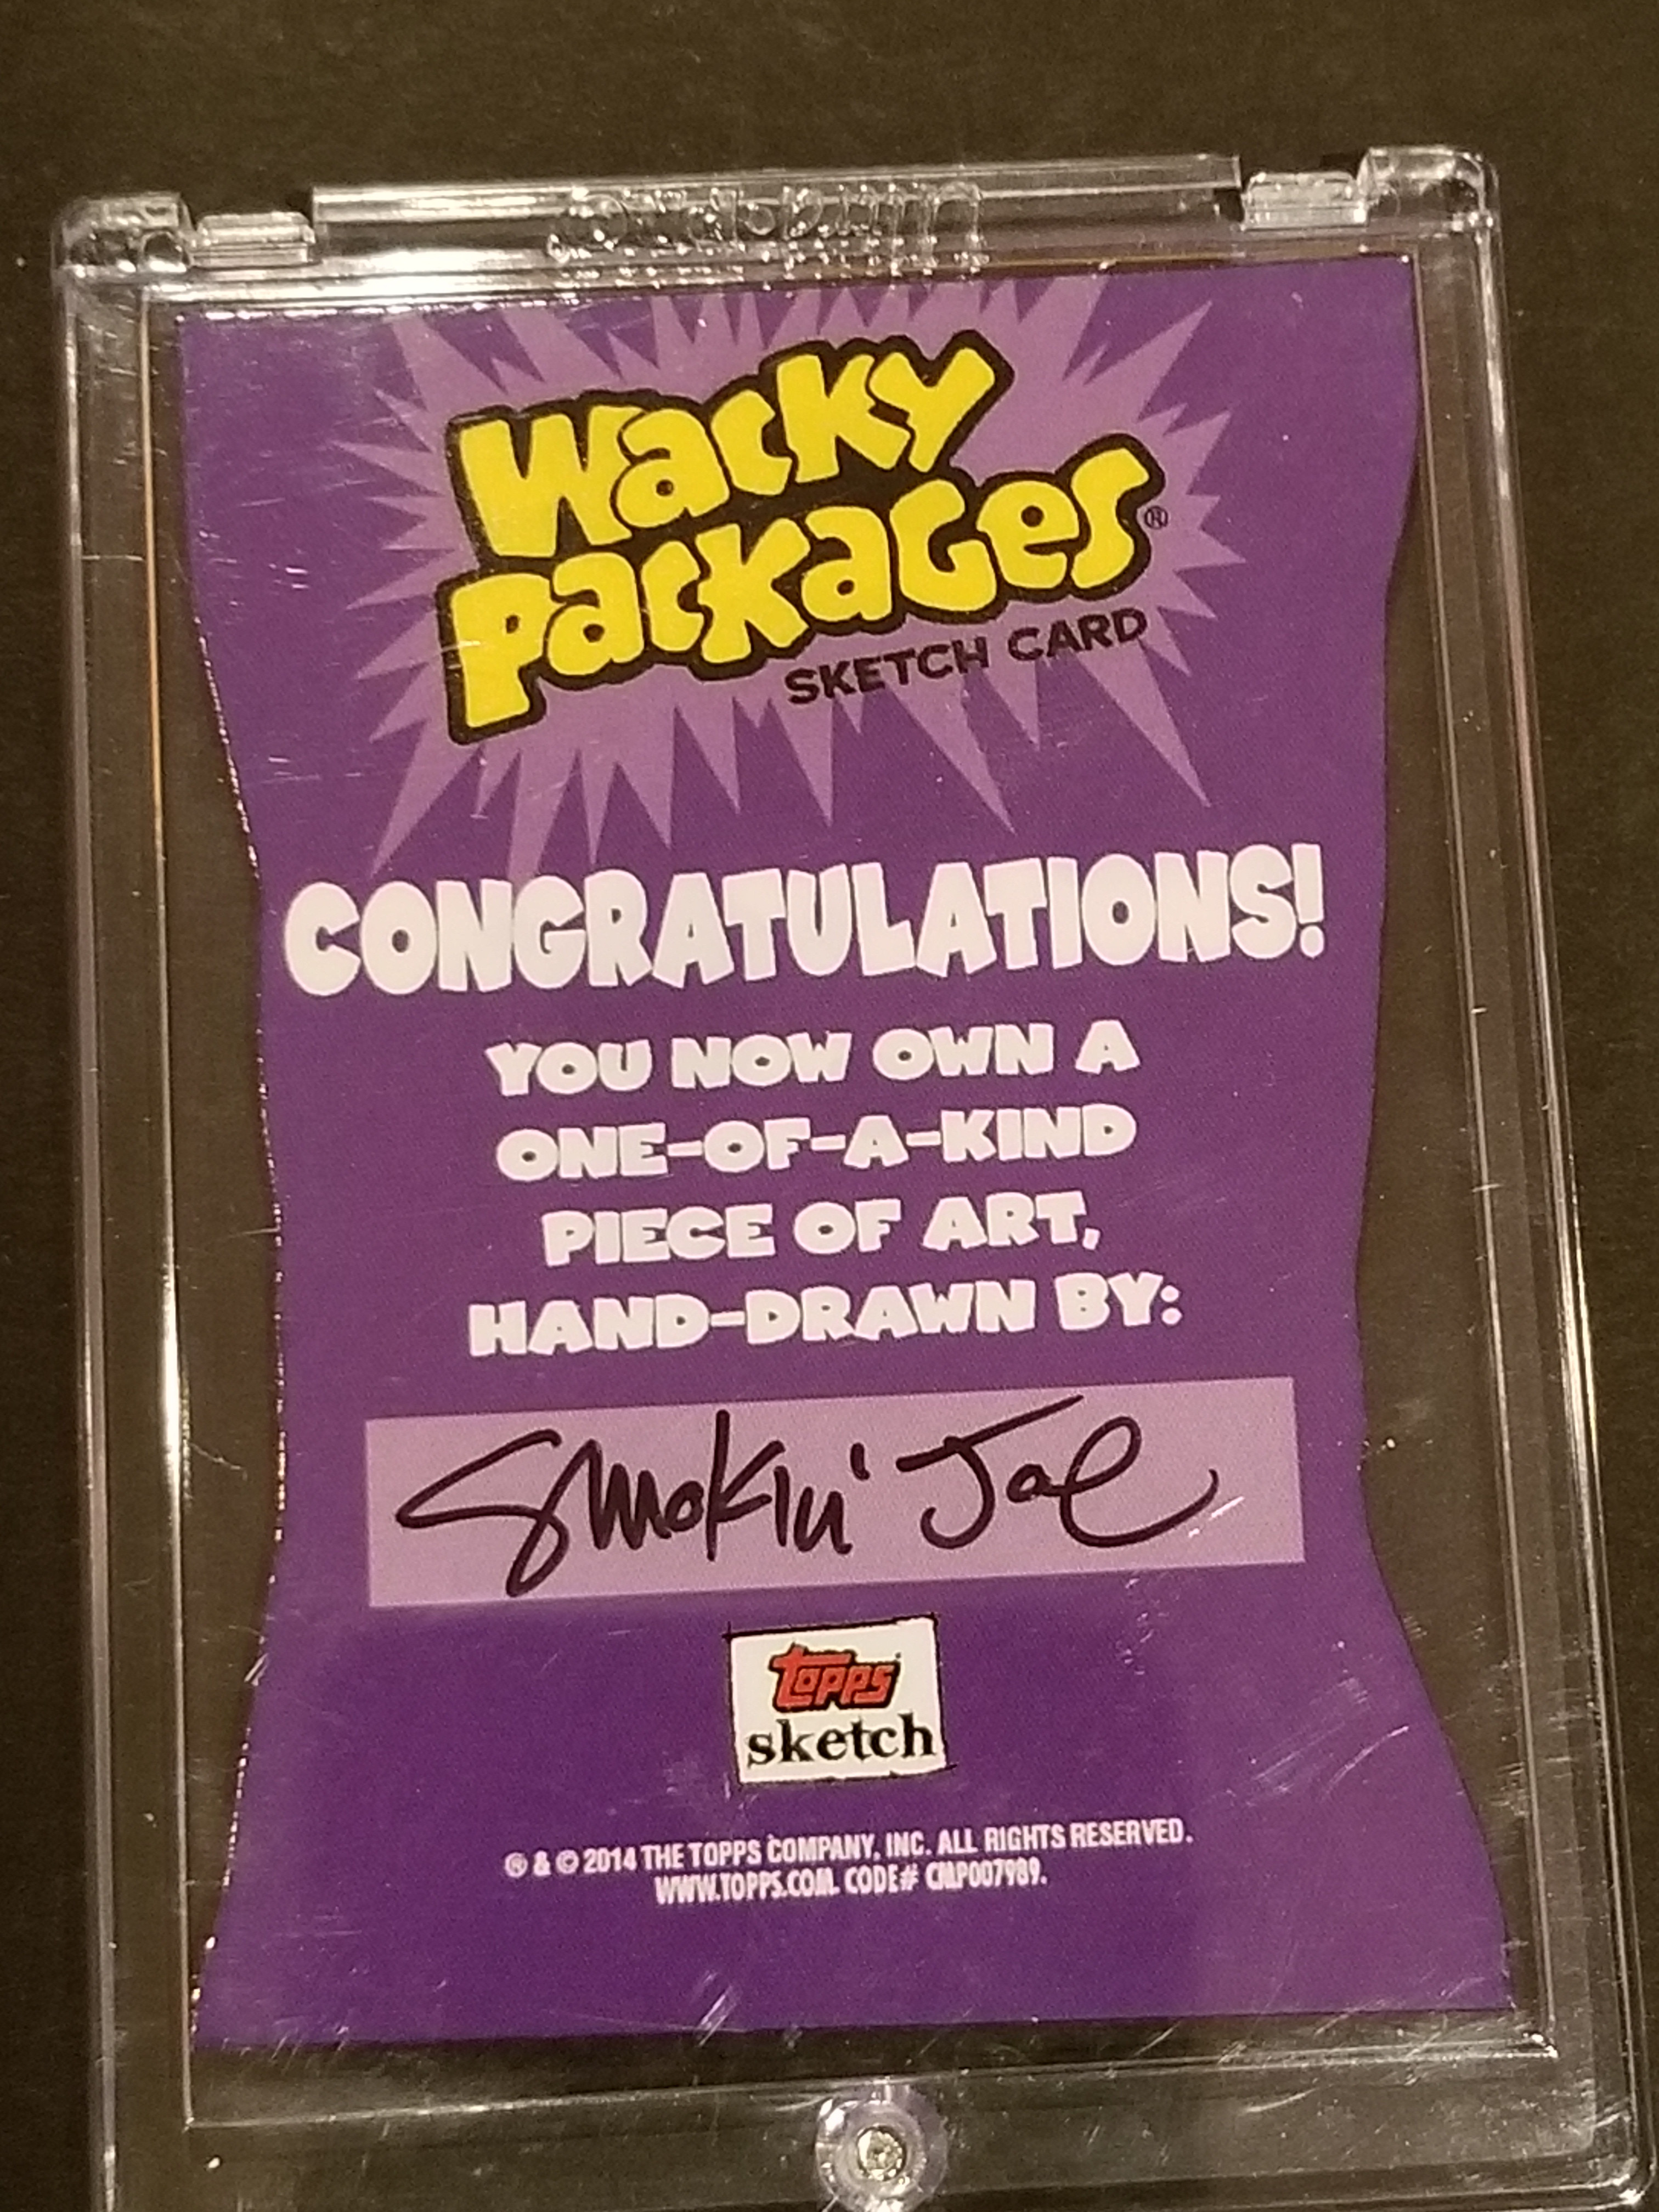 Wacky
Packages®
SKETCH CARD
CONGRATULATIONS!
YOU NOW OWN A
ONE-OF-A-KIND
PIECE OF ART,
HAND-DRAWN BY:
Smokin' Joe
topps
sketch
® & © 2014 THE TOPPS COMPANY, INC. ALL RIGHTS RESERVED.
WWW.TOPPS.COM. CODE# CMP007989.